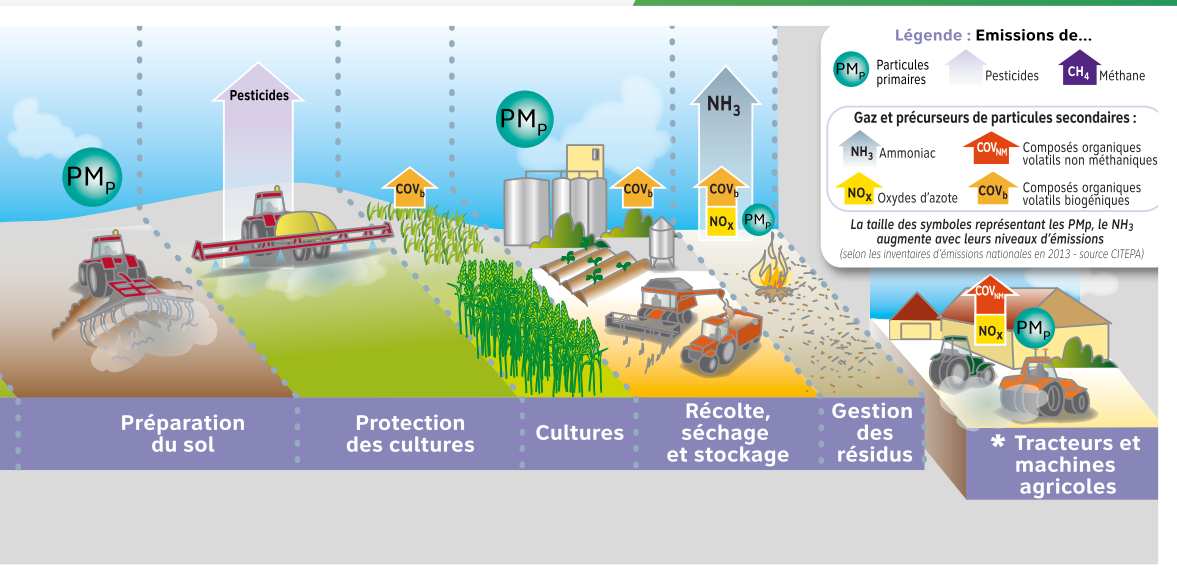 Légende : Emissions de...
PMP
Particules
primaires
Pesticides
CH4
Méthane
Gaz et précurseurs de particules secondaires :
NH3
Ammoniac
COVNM
Composés organiques
volatils non méthaniques
NOX
Oxydes d'azote
COVb
Composés organiques
volatils biogéniques
La taille des symboles représentant les PMp, le NH3
augmente avec leurs niveaux d'émissions
(selon les inventaires d'émissions nationales en 2013 - source CITEPA)
PMP
Pesticides
COVb
PMP
COVb
NH3
COVb
NOX
PMP
COVNM
NOX
PMP
Préparation
du sol
Protection
des cultures
Cultures
Récolte,
séchage
et stockage
Gestion
des
résidus
* Tracteurs et
machines
agricoles